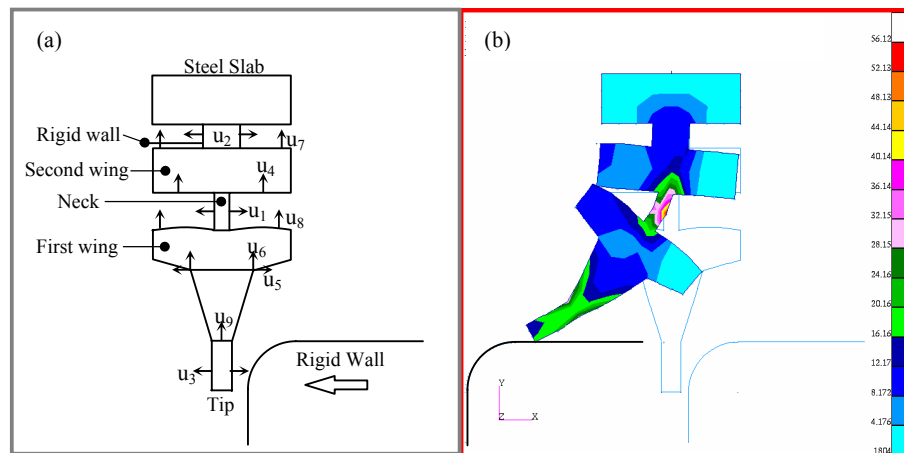 (a)
Steel Slab
Rigid wall
u2
u7
Second wing
u4
Neck
u1
u8
First wing
u6
u5
u9
u3
Rigid Wall
Tip
(b)
56.12
52.13
48.13
44.14
40.14
36.14
32.15
28.15
24.16
20.16
16.16
12.17
8.172
4.176
.1804
Y
Z
X